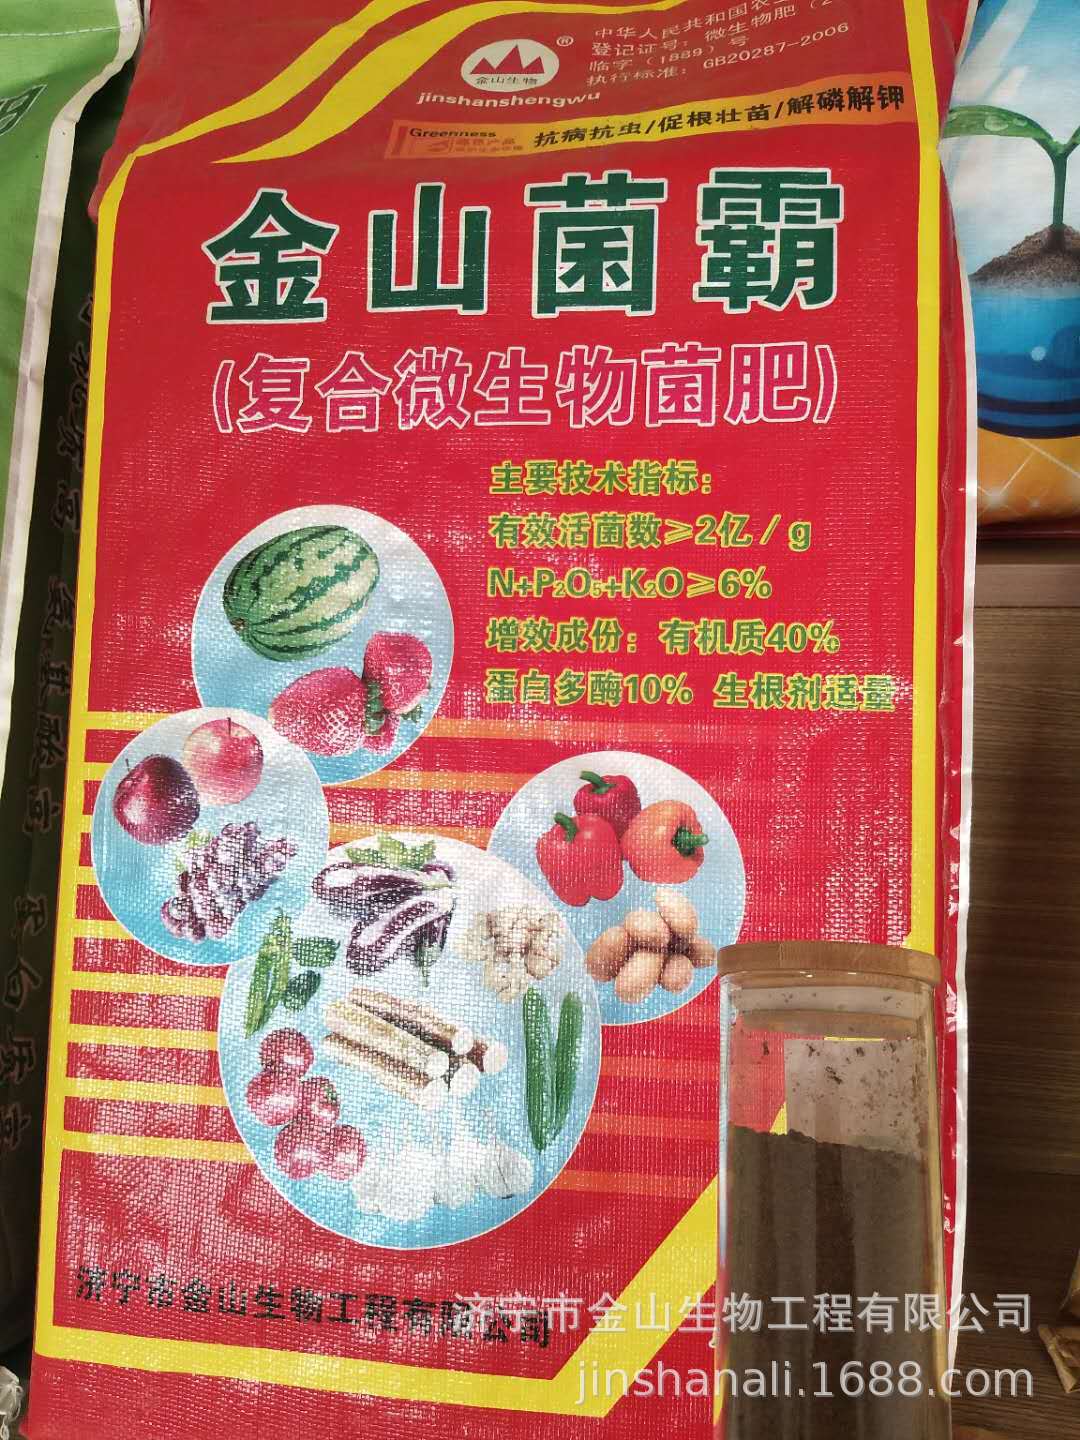 中华人民共和国农业
登记证号：微生物肥（2
临字（1889）号
执行标准：GB20287-2006
®
金山生物
jinshanshengwu
Greenness
抗病抗虫/促根壮苗/解磷解钾
金山菌霸
(复合微生物菌肥)
主要技术指标：
有效活菌数≥2亿/g
N+P₂O₅+K₂O≥6%
增效成份：有机质40%
蛋白多酶10% 生根剂适量
济宁市金山生物工程有限公司
济宁市金山生物工程有限公司
jinshanali.1688.com